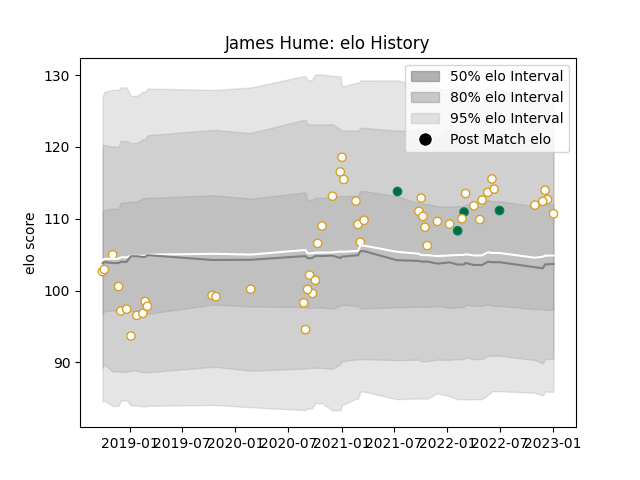 James Hume: elo History
130
120
110
100
90
elo score
50% elo Interval
80% elo Interval
95% elo Interval
Post Match elo
2019-01 2019-07 2020-01 2020-07 2021-01 2021-07 2022-01 2022-07 2023-01